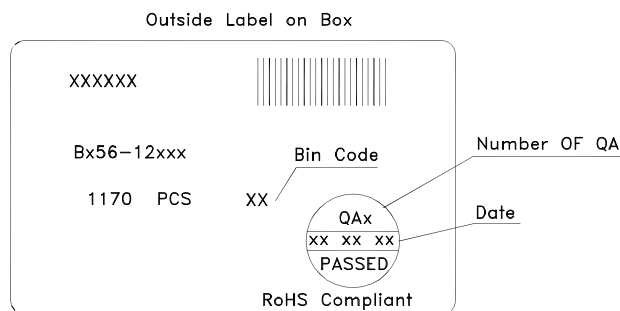 Outside Label on Box
XXXXXX
Bx56-12xxx
Bin Code
Number OF QA
1170 PCS
XX
QAx
Date
xx xx xx
PASSED
RoHS Compliant